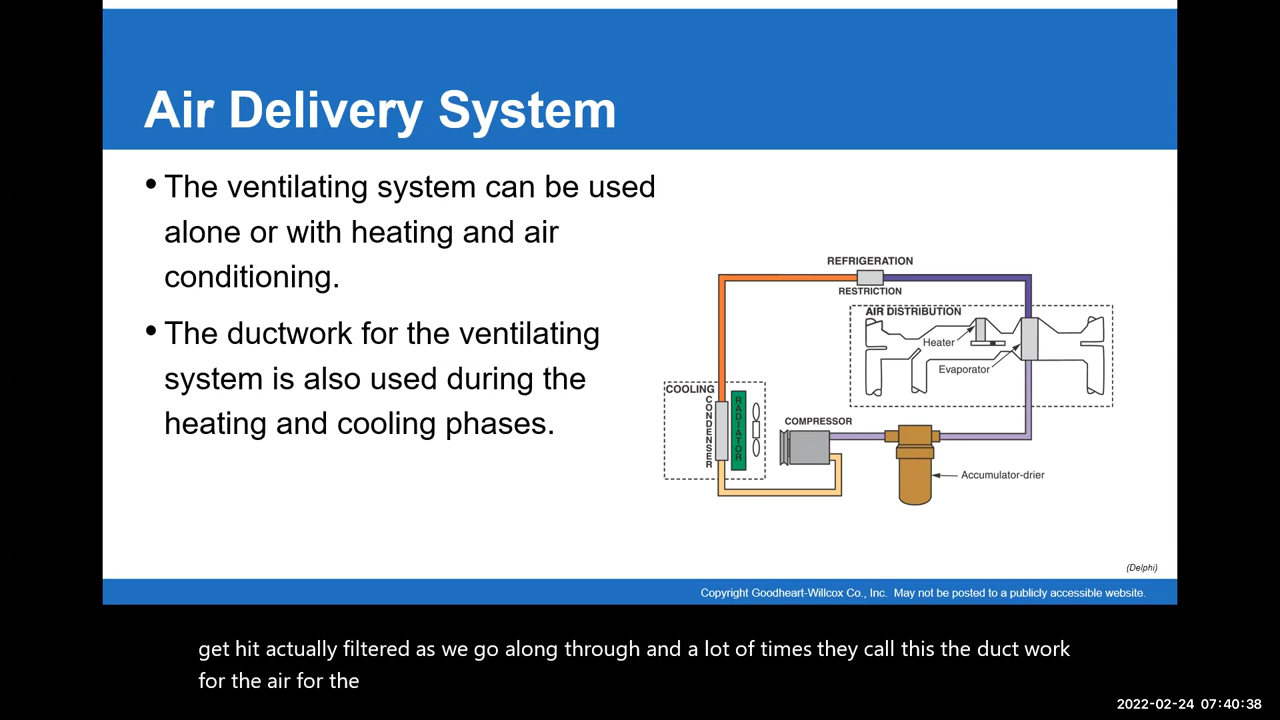 Air Delivery System
• The ventilating system can be used
alone or with heating and air
conditioning.
• The ductwork for the ventilating
system is also used during the
heating and cooling phases.
REFRIGERATION
RESTRICTION
AIR DISTRIBUTION
Heater
Evaporator
COOLING
CONDENSER
RADIATOR
COMPRESSOR
Accumulator-drier
(Delphi)
Copyright Goodheart-Willcox Co., Inc. May not be posted to a publicly accessible website.
get hit actually filtered as we go along through and a lot of times they call this the duct work
for the air for the
2022-02-24 07:40:38